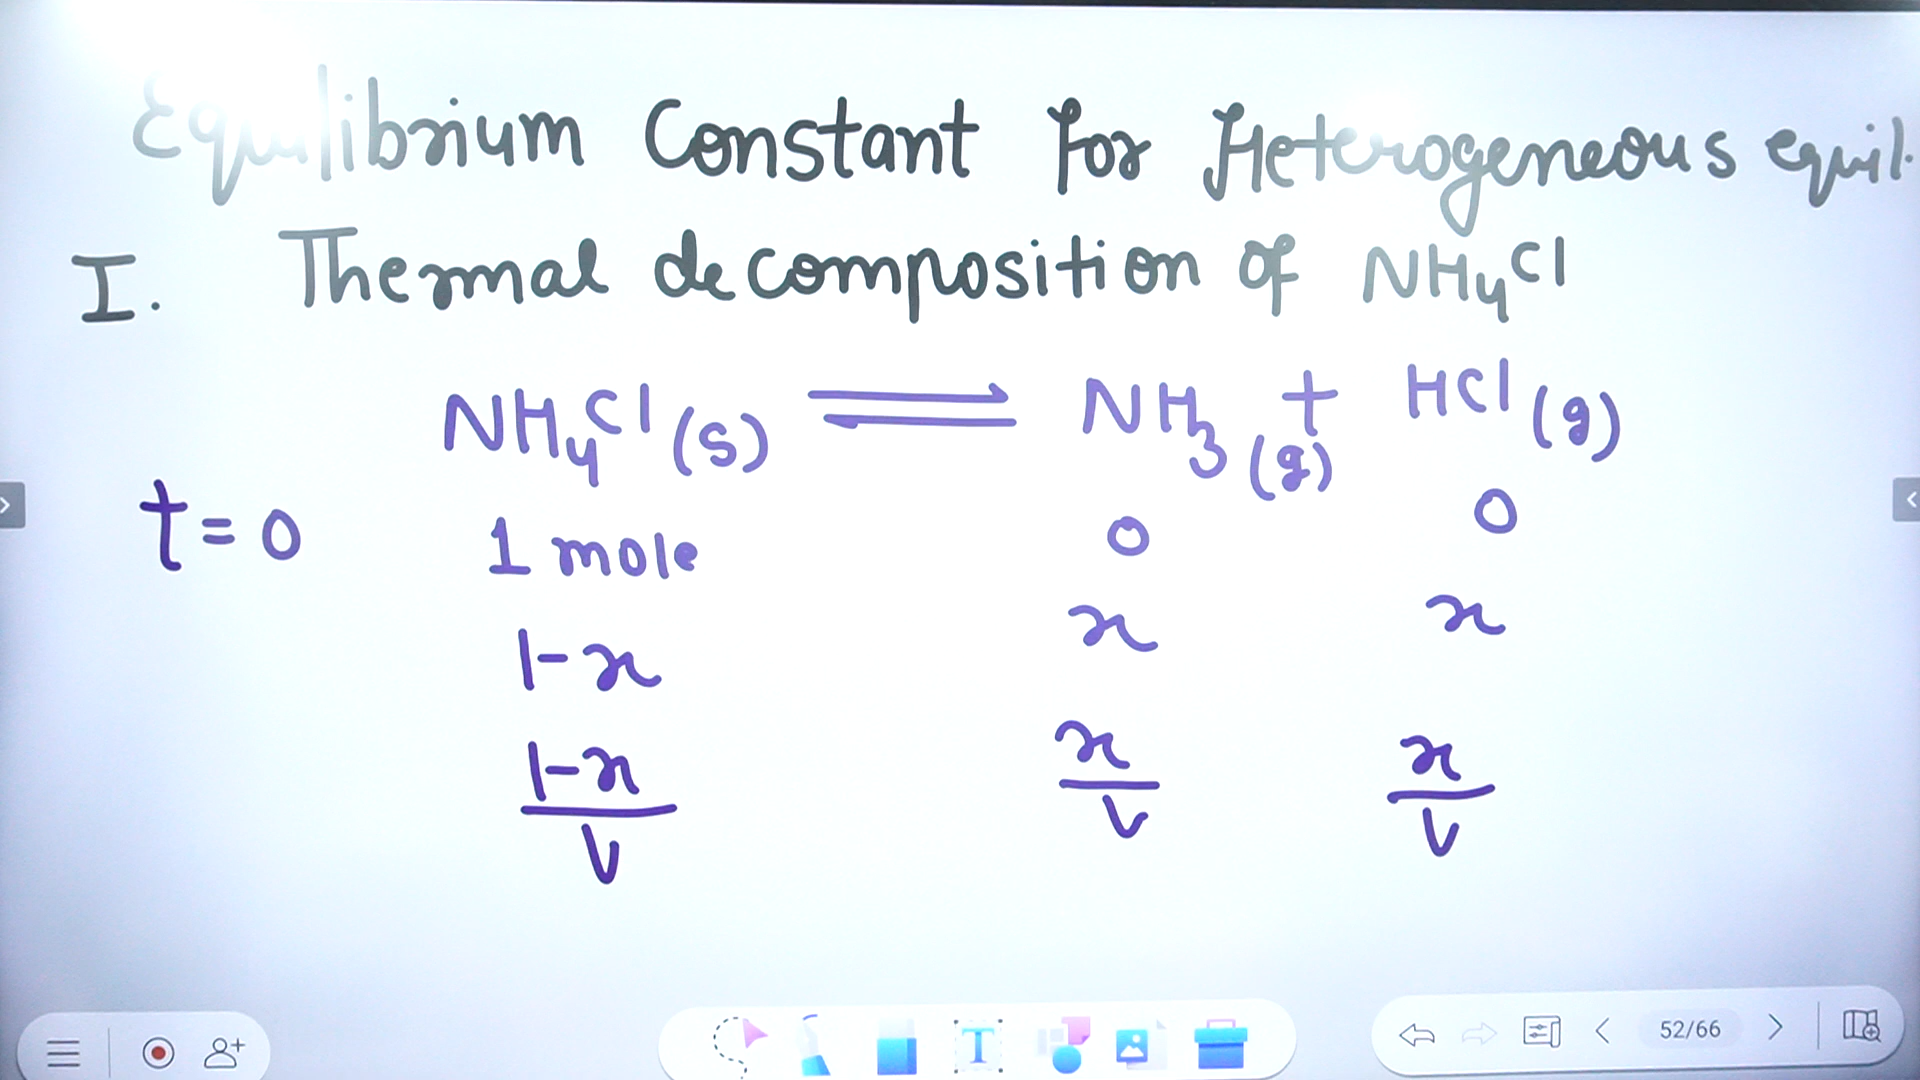 Equilibrium Constant for Heterogeneous equil.
I. Thermal decomposition of NH4Cl
NH4Cl(s) ⇌ NH3(g) + HCl(g)
t=0 1 mole 0 0
1-x x x
1-x/V x/V x/V
T
52/66